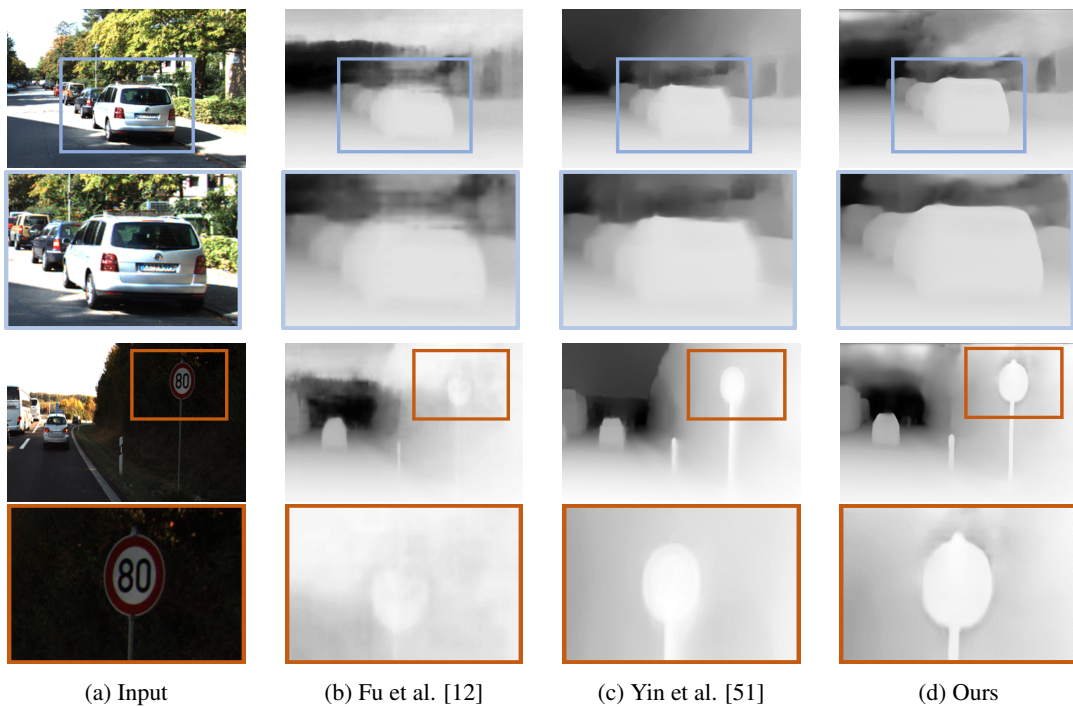 80
80
(a) Input
(b) Fu et al. [12]
(c) Yin et al. [51]
(d) Ours